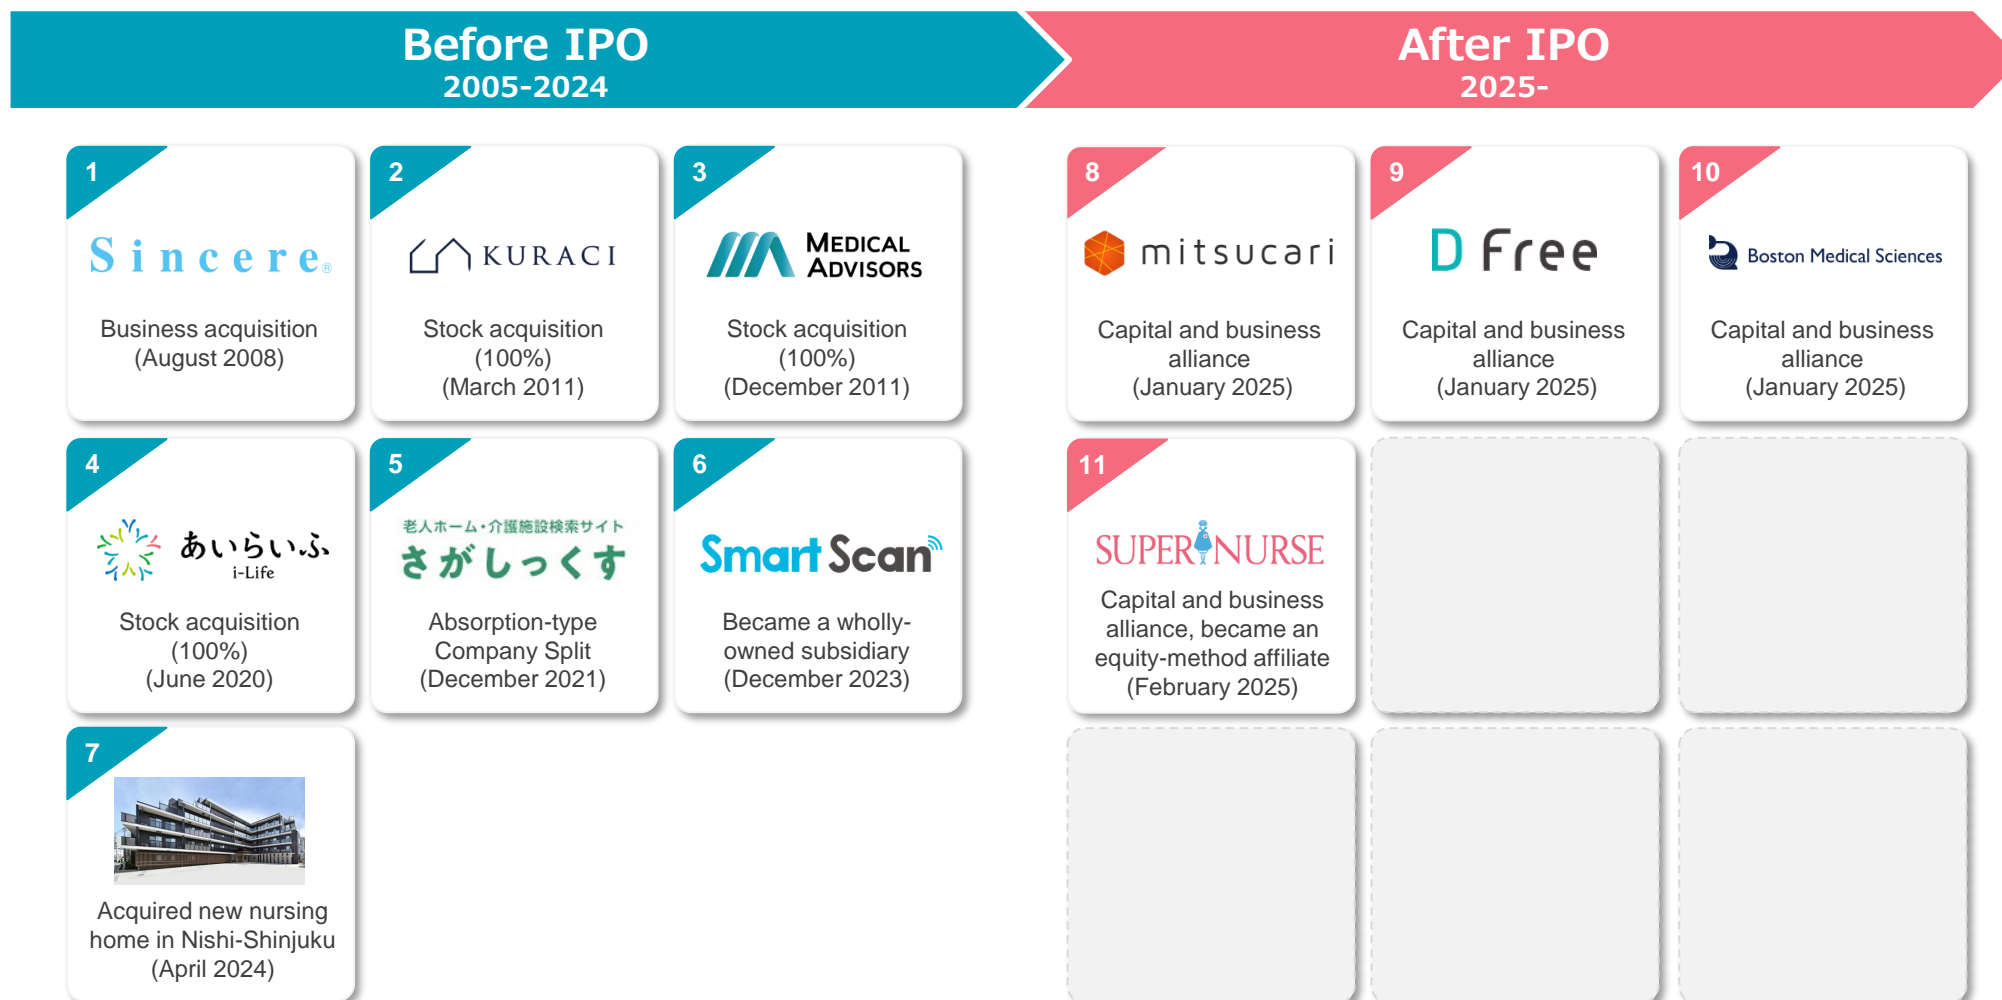 Before IPO
2005-2024
After IPO
2025-
1
Sincere®
Business acquisition
(August 2008)
2
KURACI
Stock acquisition
(100%)
(March 2011)
3
MEDICAL
ADVISORS
Stock acquisition
(100%)
(December 2011)
4
あいらいふ
i-Life
Stock acquisition
(100%)
(June 2020)
5
老人ホーム・介護施設検索サイト
さがしっくす
Absorption-type
Company Split
(December 2021)
6
Smart Scan
Became a wholly-
owned subsidiary
(December 2023)
7
Acquired new nursing
home in Nishi-Shinjuku
(April 2024)
8
mitsucari
Capital and business
alliance
(January 2025)
9
D Free
Capital and business
alliance
(January 2025)
10
Boston Medical Sciences
Capital and business
alliance
(January 2025)
11
SUPER NURSE
Capital and business
alliance, became an
equity-method affiliate
(February 2025)